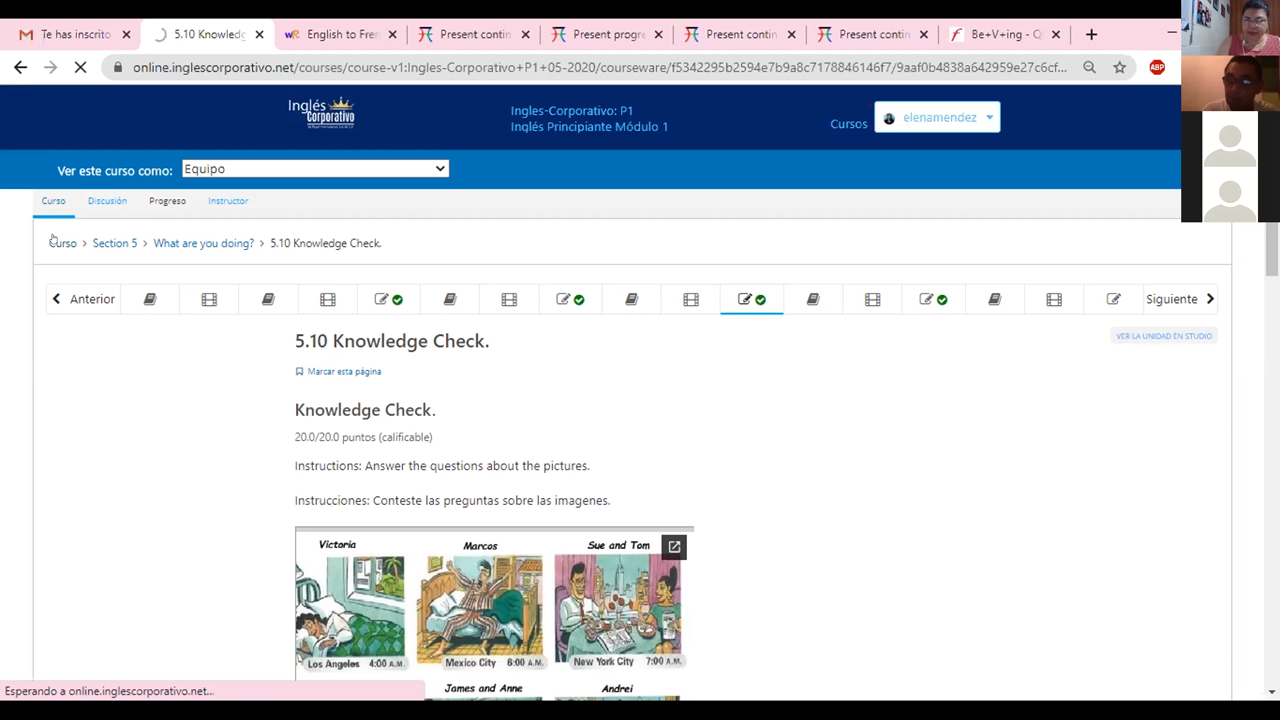 Te has inscrito
5.10 Knowledg
English to Fren
Present contin
Present progre
Present contin
Present contin
Be+V+ing - Q
online.inglescorporativo.net/courses/course-v1:Ingles-Corporativo+P1+05-2020/courseware/f5342295b2594e7b9a8c7178846146f7/9aaf0b4838a642959e27c6cf...
ABP
Inglés
Corporativo
Ingles-Corporativo: P1
Inglés Principiante Módulo 1
Cursos
elenamendez
Ver este curso como:
Equipo
Curso
Discusión
Progreso
Instructor
Curso > Section 5 > What are you doing? > 5.10 Knowledge Check.
Anterior
Siguiente
5.10 Knowledge Check.
VER LA UNIDAD EN STUDIO
Marcar esta página
Knowledge Check.
20.0/20.0 puntos (calificable)
Instructions: Answer the questions about the pictures.
Instrucciones: Conteste las preguntas sobre las imagenes.
Victoria
Marcos
Sue and Tom
Los Angeles 4:00 A.M.
Mexico City 6:00 A.M.
New York City 7:00 A.M.
James and Anne
Andrei
Esperando a online.inglescorporativo.net...